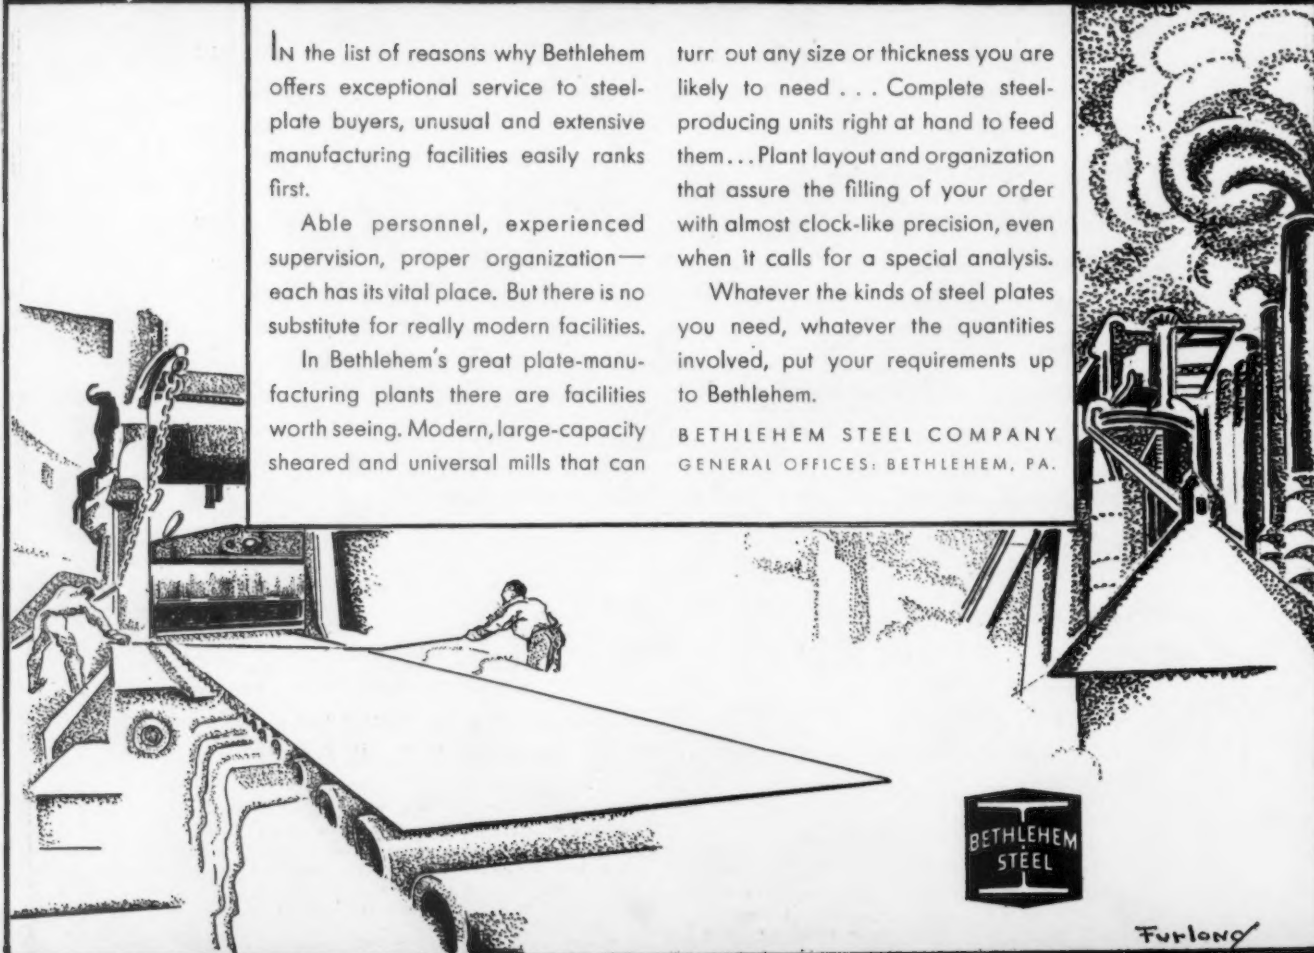 IN the list of reasons why Bethlehem
offers exceptional service to steel-
plate buyers, unusual and extensive
manufacturing facilities easily ranks
first.
Able personnel, experienced
supervision, proper organization—
each has its vital place. But there is no
substitute for really modern facilities.
In Bethlehem's great plate-manu-
facturing plants there are facilities
worth seeing. Modern, large-capacity
sheared and universal mills that can
turr out any size or thickness you are
likely to need . . . Complete steel-
producing units right at hand to feed
them... Plant layout and organization
that assure the filling of your order
with almost clock-like precision, even
when it calls for a special analysis.
Whatever the kinds of steel plates
you need, whatever the quantities
involved, put your requirements up
to Bethlehem.
BETHLEHEM STEEL COMPANY
GENERAL OFFICES: BETHLEHEM, PA.
BETHLEHEM
STEEL
Furlong